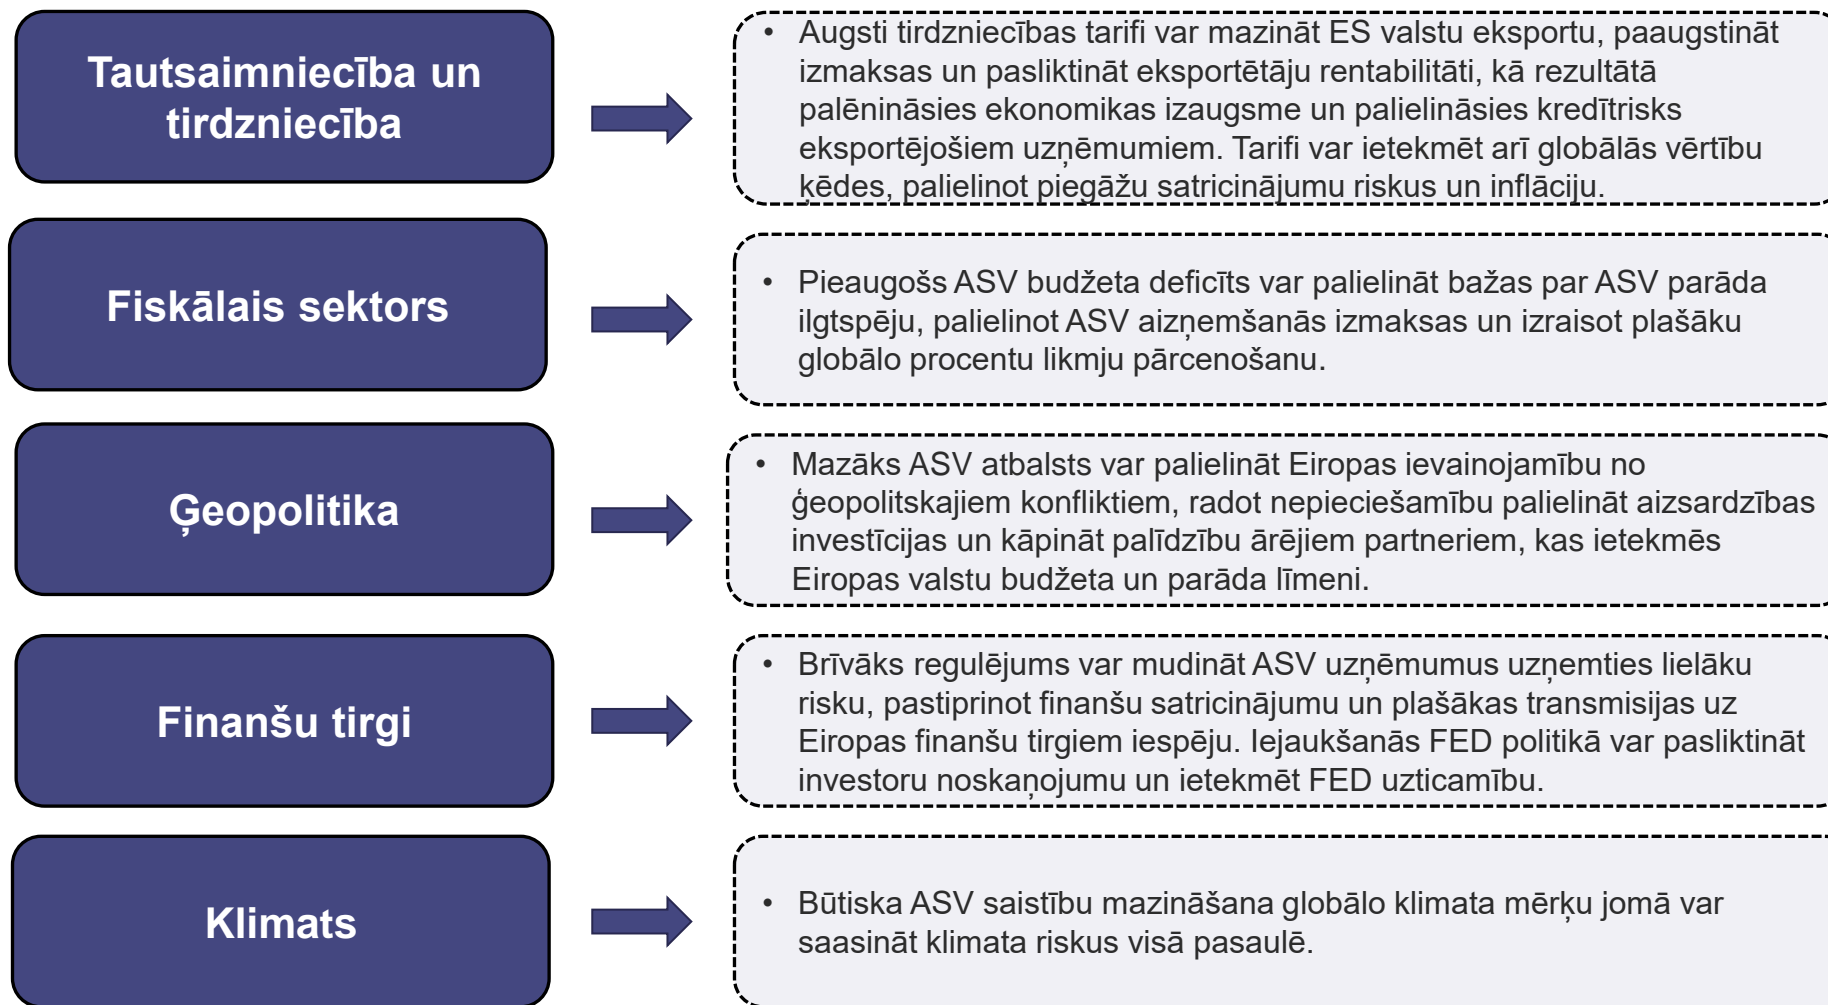 Tautsaimniecība un
tirdzniecība
• Augsti tirdzniecības tarifi var mazināt ES valstu eksportu, paaugstināt
izmaksas un pasliktināt eksportētāju rentabilitāti, kā rezultātā
palēnināsies ekonomikas izaugsme un palielināsies kredītrisks
eksportējošiem uzņēmumiem. Tarifi var ietekmēt arī globālās vērtību
ķēdes, palielinot piegāžu satricinājumu riskus un inflāciju.
Fiskālais sektors
• Pieaugošs ASV budžeta deficīts var palielināt bažas par ASV parāda
ilgtspēju, palielinot ASV aizņemšanās izmaksas un izraisot plašāku
globālo procentu likmju pārcenošanu.
Ģeopolitika
• Mazāks ASV atbalsts var palielināt Eiropas ievainojamību no
ģeopolitskajiem konfliktiem, radot nepieciešamību palielināt aizsardzības
investīcijas un kāpināt palīdzību ārējiem partneriem, kas ietekmēs
Eiropas valstu budžeta un parāda līmeni.
Finanšu tirgi
• Brīvāks regulējums var mudināt ASV uzņēmumus uzņemties lielāku
risku, pastiprinot finanšu satricinājumu un plašākas transmisijas uz
Eiropas finanšu tirgiem iespēju. Iejaukšanās FED politikā var pasliktināt
investoru noskaņojumu un ietekmēt FED uzticamību.
Klimats
• Būtiska ASV saistību mazināšana globālo klimata mērķu jomā var
saasināt klimata riskus visā pasaulē.